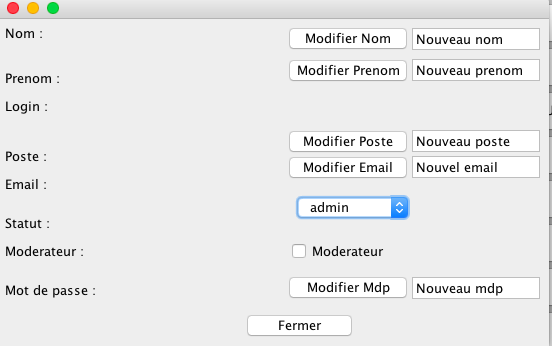 Nom :
Modifier Nom
Nouveau nom
Prenom :
Modifier Prenom
Nouveau prenom
Login :
Poste :
Modifier Poste
Nouveau poste
Email :
Modifier Email
Nouvel email
Statut :
admin
Moderateur :
Moderateur
Mot de passe :
Modifier Mdp
Nouveau mdp
Fermer